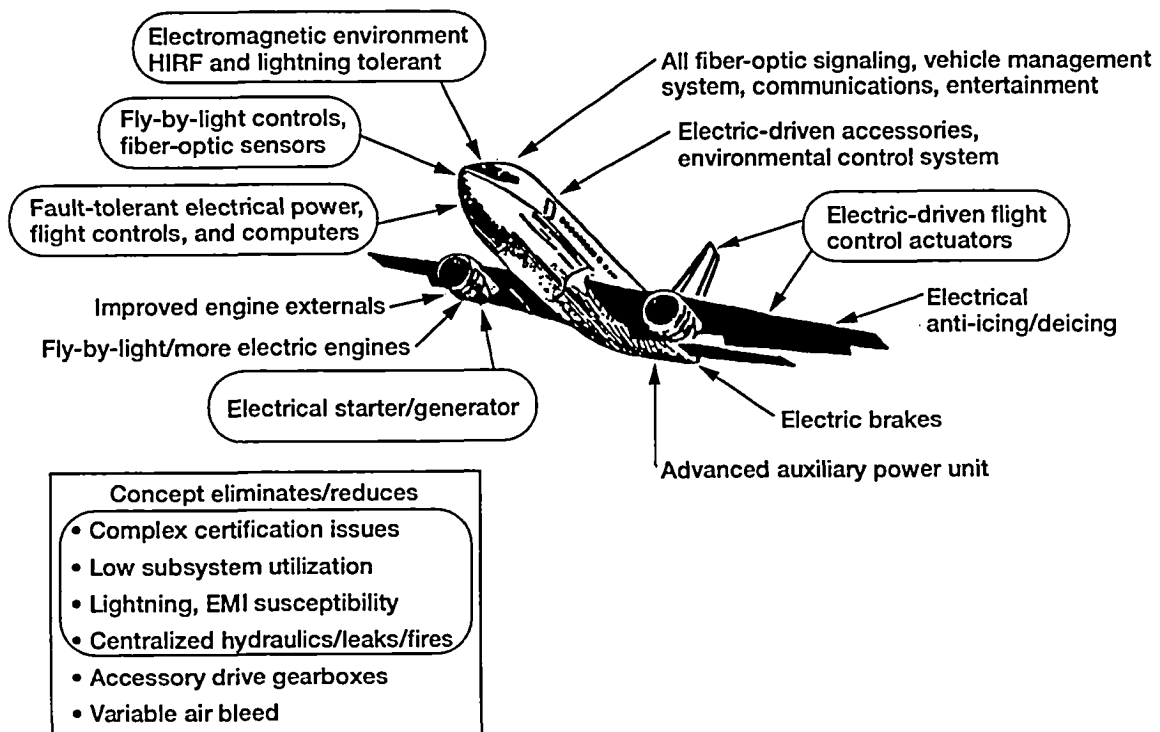 Electromagnetic environment
HIRF and lightning tolerant
All fiber-optic signaling, vehicle management
system, communications, entertainment
Fly-by-light controls,
fiber-optic sensors
Electric-driven accessories,
environmental control system
Fault-tolerant electrical power,
flight controls, and computers
Electric-driven flight
control actuators
Improved engine externals
Electrical
anti-icing/deicing
Fly-by-light/more electric engines
Electrical starter/generator
Electric brakes
Advanced auxiliary power unit
Concept eliminates/reduces
• Complex certification issues
• Low subsystem utilization
• Lightning, EMI susceptibility
• Centralized hydraulics/leaks/fires
• Accessory drive gearboxes
• Variable air bleed